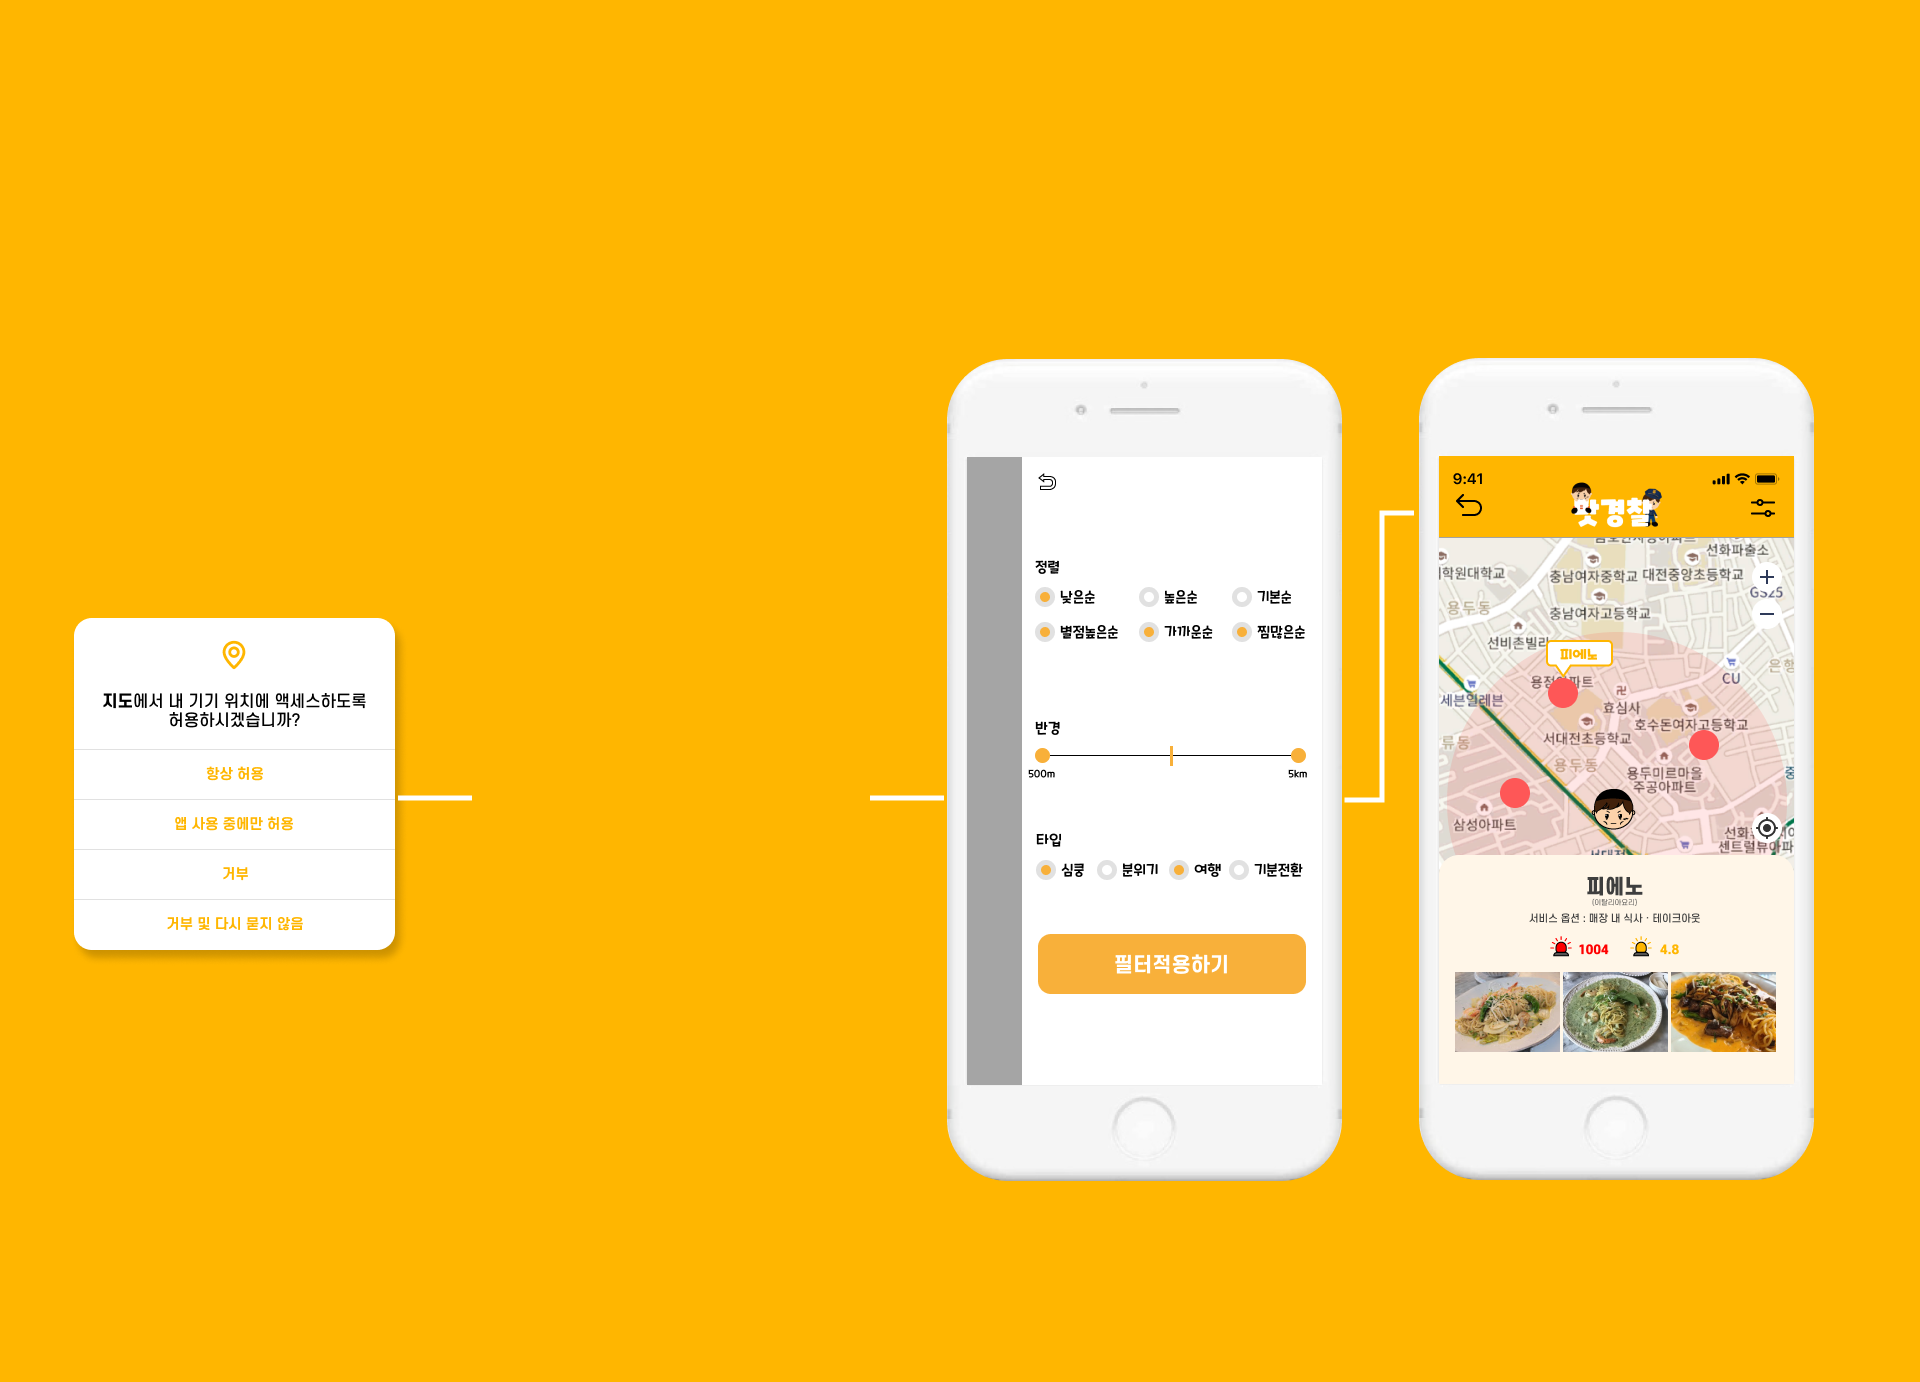 지도에서 내 기기 위치에 액세스하도록
허용하시겠습니까?
항상 허용
앱 사용 중에만 허용
거부
거부 및 다시 묻지 않음
정렬
낮은순
높은순
기본순
별점높은순
가까운순
찜많은순
반경
500m
5km
타입
심쿵
분위기
여행
기분전환
필터적용하기
9:41
맛경찰
선화파출소
학원대학교
충남여자중학교
대전중앙초등학교
GS25
용두동
충남여자고등학교
선비촌빌라
피에노
은행
CU
세븐일레븐
효심사
호수돈여자고등학교
서대전초등학교
류동
용두동
용두미르마을
주공아파트
삼성아파트
선화
센트럴뷰아파
서대전
피에노
(이탈리아요리)
서비스 옵션 : 매장 내 식사 · 테이크아웃
1004
4.8